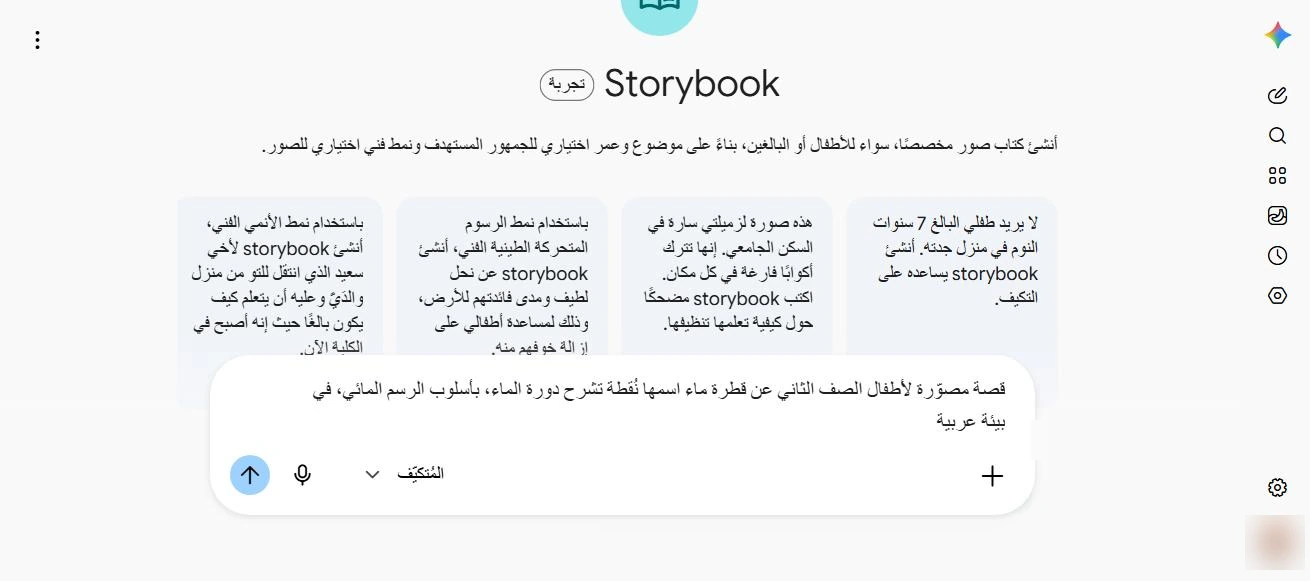 Storybook تجربة
أنشئ كتاب صور مخصصًا، سواء للأطفال أو البالغين، بناءً على موضوع وعمر اختياري للجمهور المستهدف ونمط فني اختياري للصور.
لا يريد طفلي البالغ 7 سنوات
النوم في منزل جدته. أنشئ
storybook يساعده على
التكيف.
هذه صورة لزميلتي سارة في
السكن الجامعي. إنها تترك
أكوابًا فارغة في كل مكان.
اكتب storybook مضحكًا
حول كيفية تعلمها تنظيفها.
باستخدام نمط الرسوم
المتحركة الطينية الفني، أنشئ
storybook عن نحل
لطيف ومدى فائدتهم للأرض،
وذلك لمساعدة أطفالي على
إزالة خوفهم منه.
باستخدام نمط الأنمي الفني،
أنشئ storybook لأخي
سعيد الذي انتقل للتو من منزل
والدَيّ وعليه أن يتعلم كيف
يكون بالغًا حيث إنه أصبح في
الكلية الآن.
قصة مصوّرة لأطفال الصف الثاني عن قطرة ماء اسمها نُقطة تشرح دورة الماء، بأسلوب الرسم المائي، في
بيئة عربية
المُتكيّف